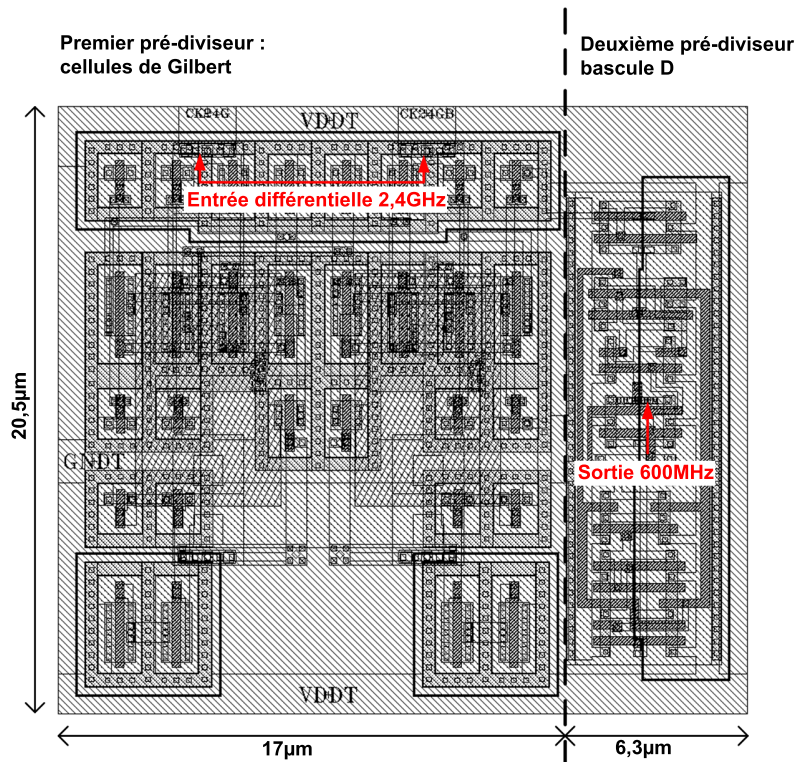 Premier pré-diviseur :
cellules de Gilbert
Deuxième pré-diviseur
bascule D
CK24G
VDDT
CK24GB
Entrée différentielle 2,4GHz
20,5µm
GNDT
Sortie 600MHz
VDDT
17µm
6,3µm